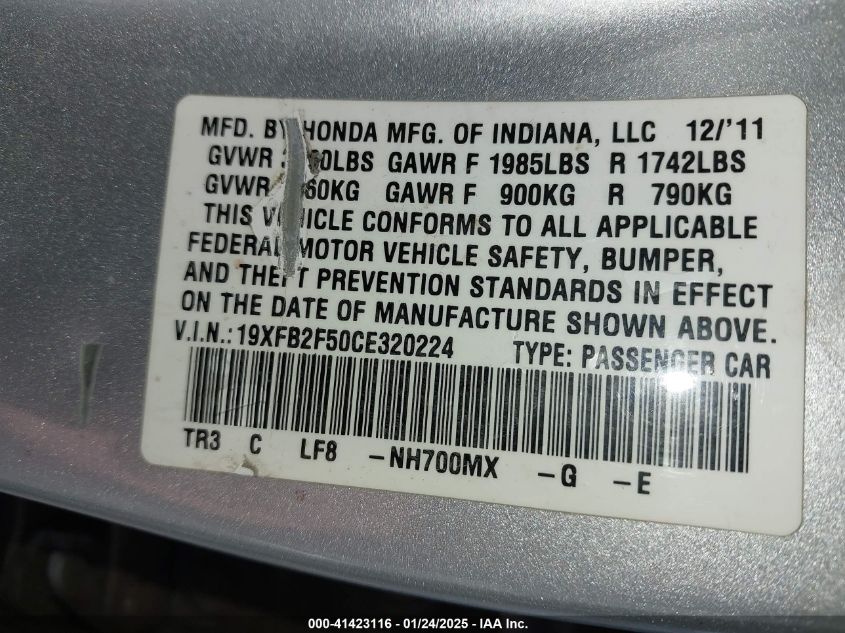 MFD. BY HONDA MFG. OF INDIANA, LLC 12/'11
GVWR 60LBS GAWR F 1985LBS R 1742LBS
GVWR 60KG GAWR F 900KG R 790KG
THIS VEHICLE CONFORMS TO ALL APPLICABLE
FEDERAL MOTOR VEHICLE SAFETY, BUMPER,
AND THEFT PREVENTION STANDARDS IN EFFECT
ON THE DATE OF MANUFACTURE SHOWN ABOVE.
V.I.N.:19XFB2F50CE320224 TYPE: PASSENGER CAR
TR3 C LF8 -NH700MX -G -E
000-41423116 — 01/24/2025 — IAA Inc.